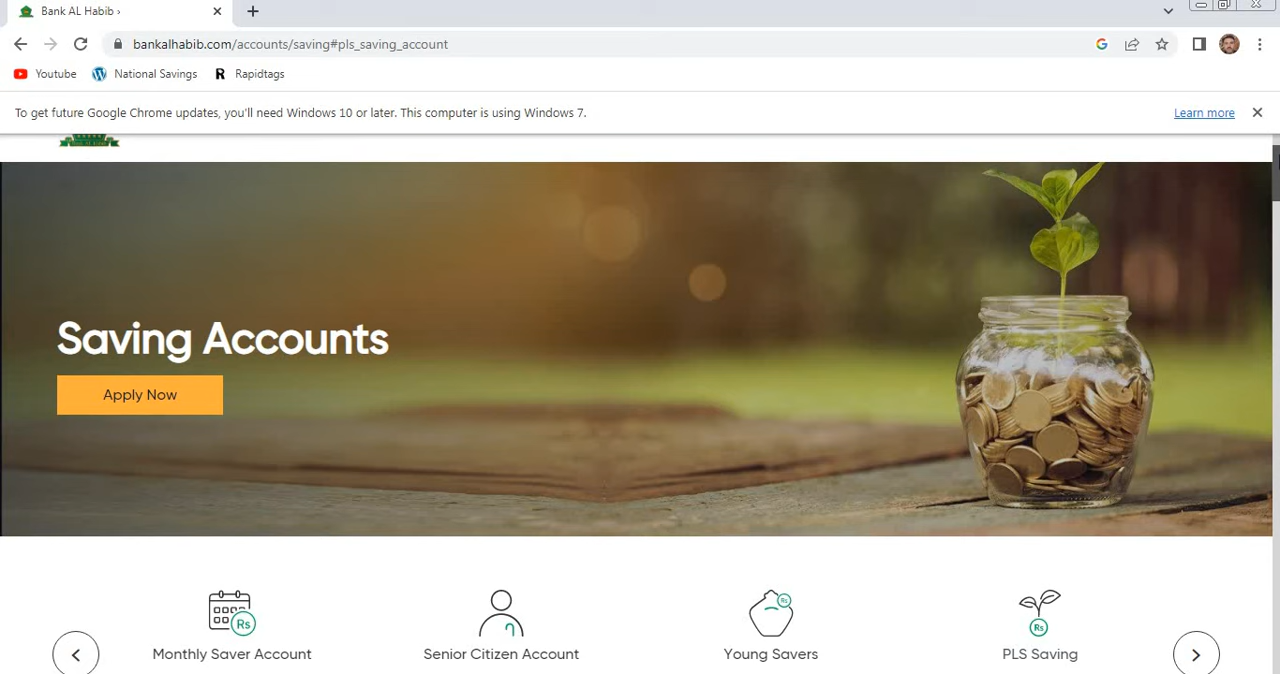 Bank AL Habib ›
bankalhabib.com/accounts/saving#pls_saving_account
Youtube National Savings Rapidtags
To get future Google Chrome updates, you'll need Windows 10 or later. This computer is using Windows 7. Learn more
Saving Accounts
Apply Now
Rs Rs Rs
Monthly Saver Account Senior Citizen Account Young Savers PLS Saving